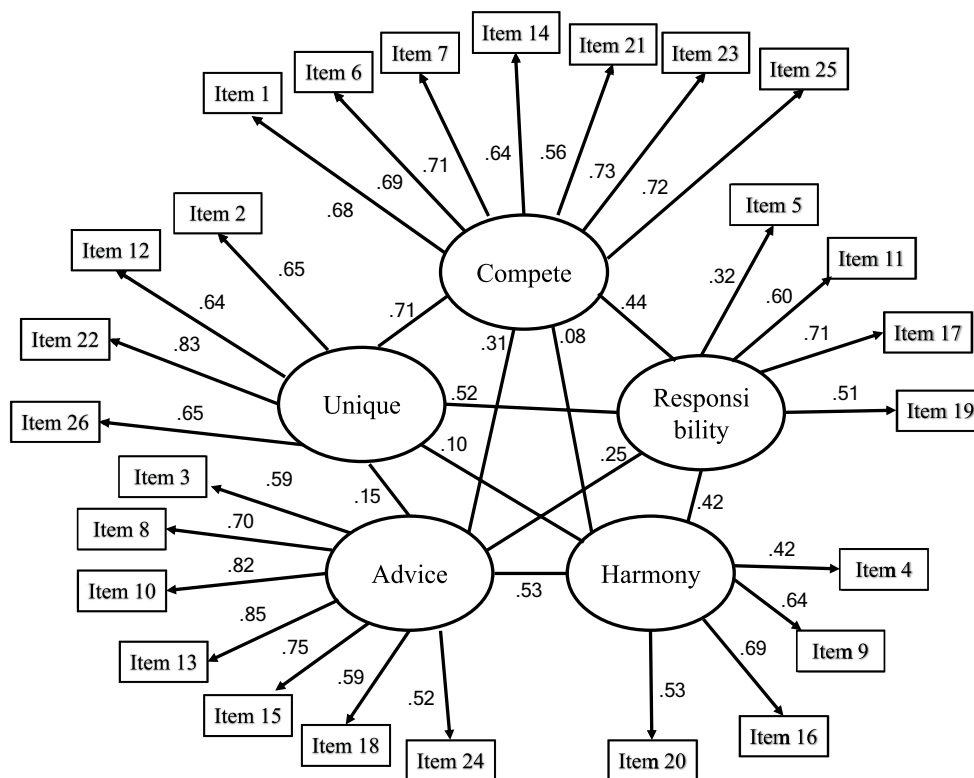 Item 14
Item 21
Item 7
Item 23
Item 6
Item 25
Item 1
.64
.56
.71
.73
.69
.72
.68
Item 5
Item 2
Item 12
Item 11
.65
Compete
.32
.60
.64
.71
.44
Item 22
.83
.31
.08
.71
Item 17
Unique
.52
Responsi
bility
.51
Item 19
.65
Item 26
.10
.25
Item 3
.59
.15
.42
Item 8
.70
.82
Advice
.53
Harmony
.42
Item 4
Item 10
.85
.64
Item 9
Item 13
.75
.69
Item 15
.59
.52
.53
Item 18
Item 24
Item 20
Item 16